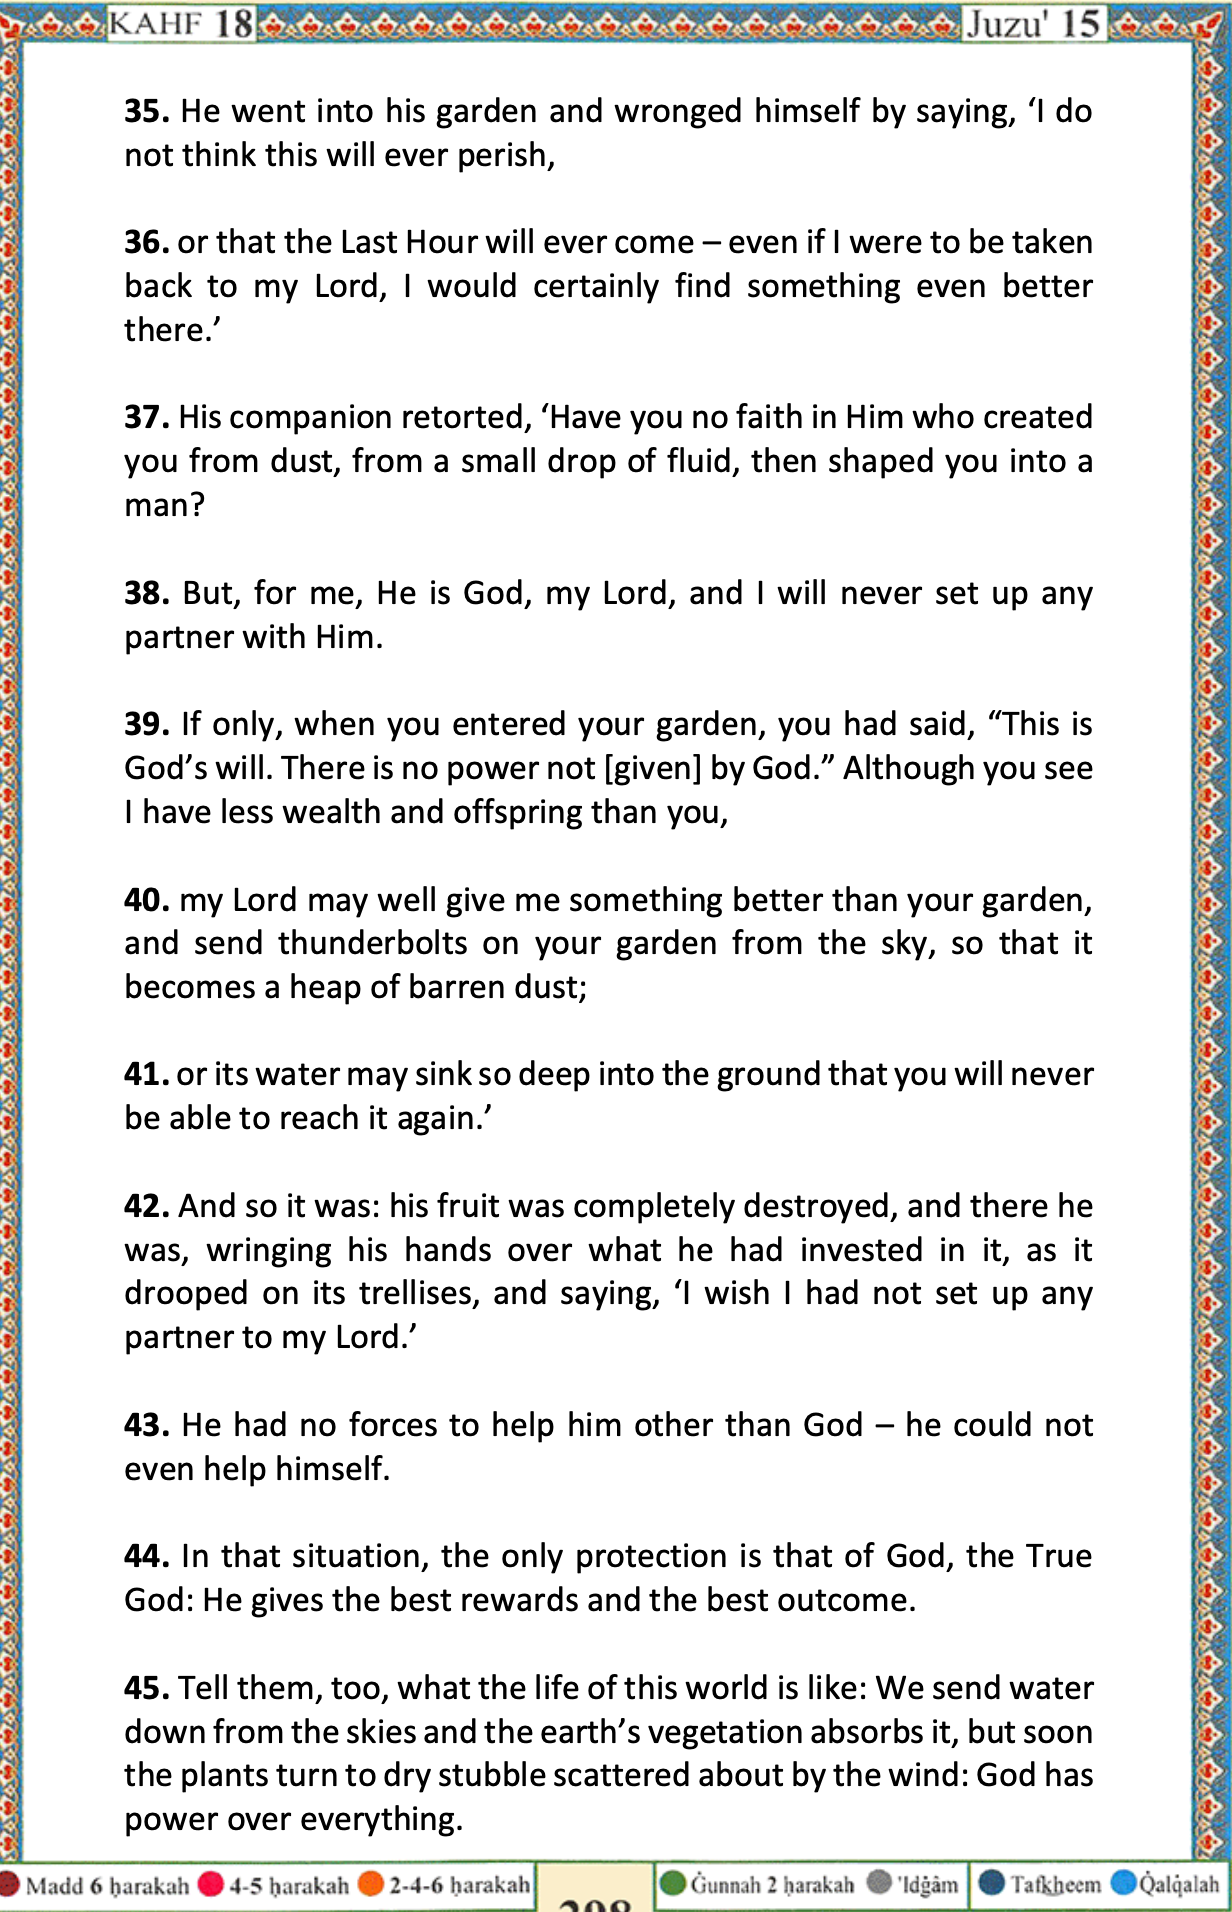 KAHF 18
Juzu' 15
35. He went into his garden and wronged himself by saying, ‘I do
not think this will ever perish,
36. or that the Last Hour will ever come – even if I were to be taken
back to my Lord, I would certainly find something even better
there.’
37. His companion retorted, ‘Have you no faith in Him who created
you from dust, from a small drop of fluid, then shaped you into a
man?
38. But, for me, He is God, my Lord, and I will never set up any
partner with Him.
39. If only, when you entered your garden, you had said, “This is
God’s will. There is no power not [given] by God.” Although you see
I have less wealth and offspring than you,
40. my Lord may well give me something better than your garden,
and send thunderbolts on your garden from the sky, so that it
becomes a heap of barren dust;
41. or its water may sink so deep into the ground that you will never
be able to reach it again.’
42. And so it was: his fruit was completely destroyed, and there he
was, wringing his hands over what he had invested in it, as it
drooped on its trellises, and saying, ‘I wish I had not set up any
partner to my Lord.’
43. He had no forces to help him other than God – he could not
even help himself.
44. In that situation, the only protection is that of God, the True
God: He gives the best rewards and the best outcome.
45. Tell them, too, what the life of this world is like: We send water
down from the skies and the earth’s vegetation absorbs it, but soon
the plants turn to dry stubble scattered about by the wind: God has
power over everything.
Madd 6 ḥarakah 4-5 ḥarakah 2-4-6 ḥarakah
298
Ġunnah 2 ḥarakah 'Idġâm Tafkheem Q̇alq̇alah